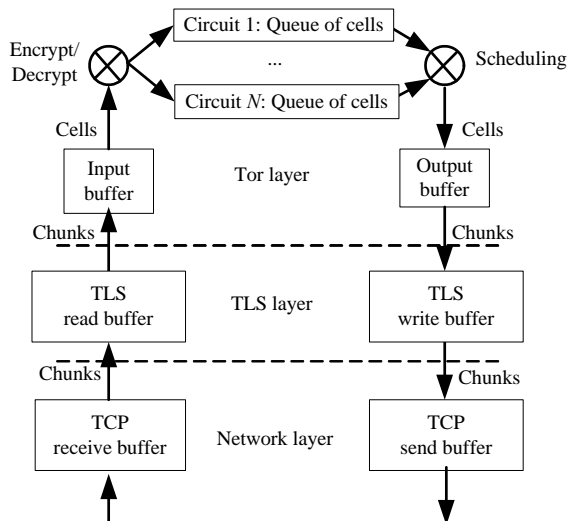 Encrypt/
Decrypt
Circuit 1: Queue of cells
...
Circuit N: Queue of cells
Scheduling
Cells
Cells
Input
buffer
Tor layer
Output
buffer
Chunks
Chunks
TLS
read buffer
TLS layer
TLS
write buffer
Chunks
Chunks
TCP
receive buffer
Network layer
TCP
send buffer